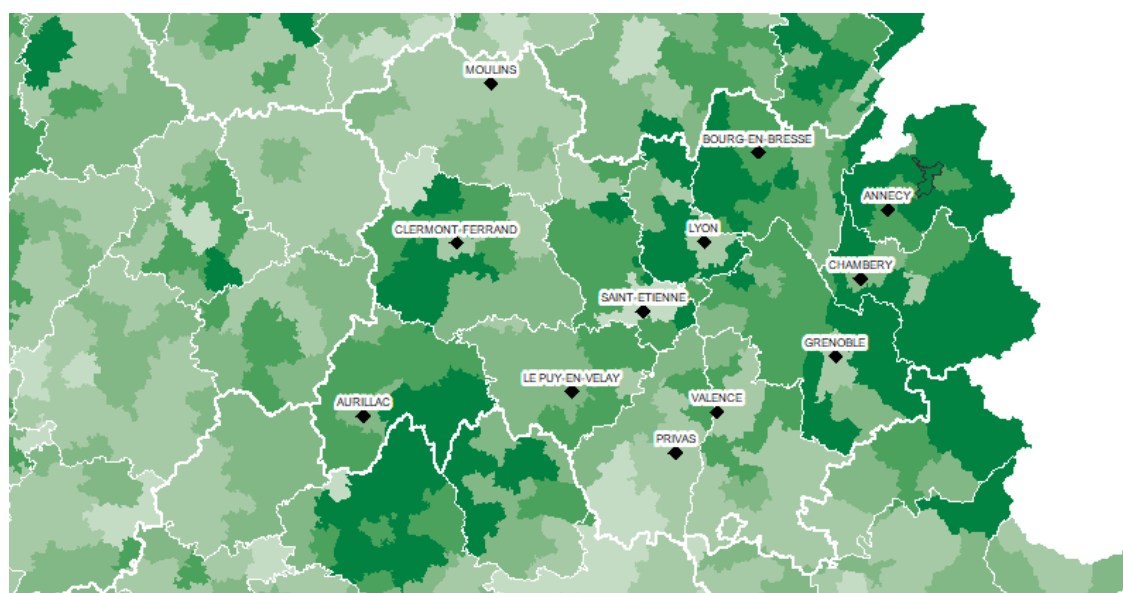 MOULINS
BOURG-EN-BRESSE
ANNECY
CLERMONT-FERRAND
LYON
CHAMBERY
SAINT-ETIENNE
GRENOBLE
LE PUY-EN-VELAY
AURILLAC
VALENCE
PRIVAS